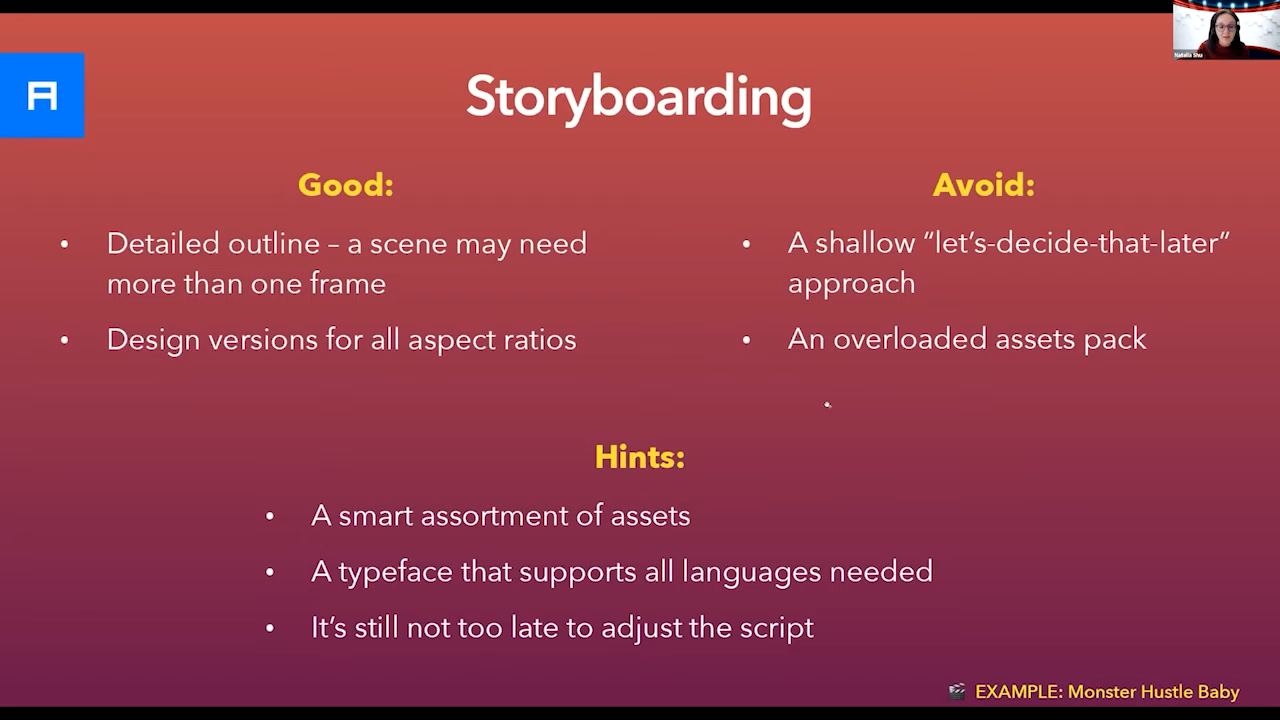 Natalia Shu
Storyboarding
Good:
• Detailed outline – a scene may need
more than one frame
• Design versions for all aspect ratios
Avoid:
• A shallow “let’s-decide-that-later”
approach
• An overloaded assets pack
Hints:
• A smart assortment of assets
• A typeface that supports all languages needed
• It’s still not too late to adjust the script
🎬 EXAMPLE: Monster Hustle Baby